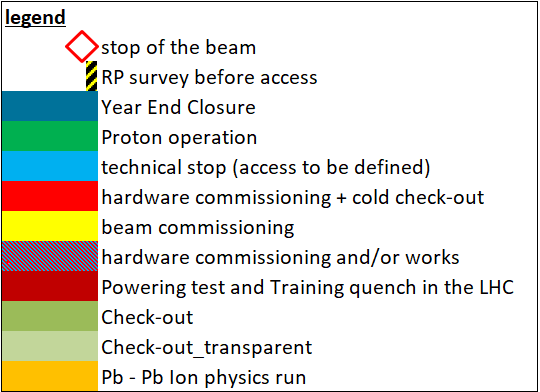 legend
stop of the beam
RP survey before access
Year End Closure
Proton operation
technical stop (access to be defined)
hardware commissioning + cold check-out
beam commissioning
hardware commissioning and/or works
Powering test and Training quench in the LHC
Check-out
Check-out_transparent
Pb - Pb Ion physics run